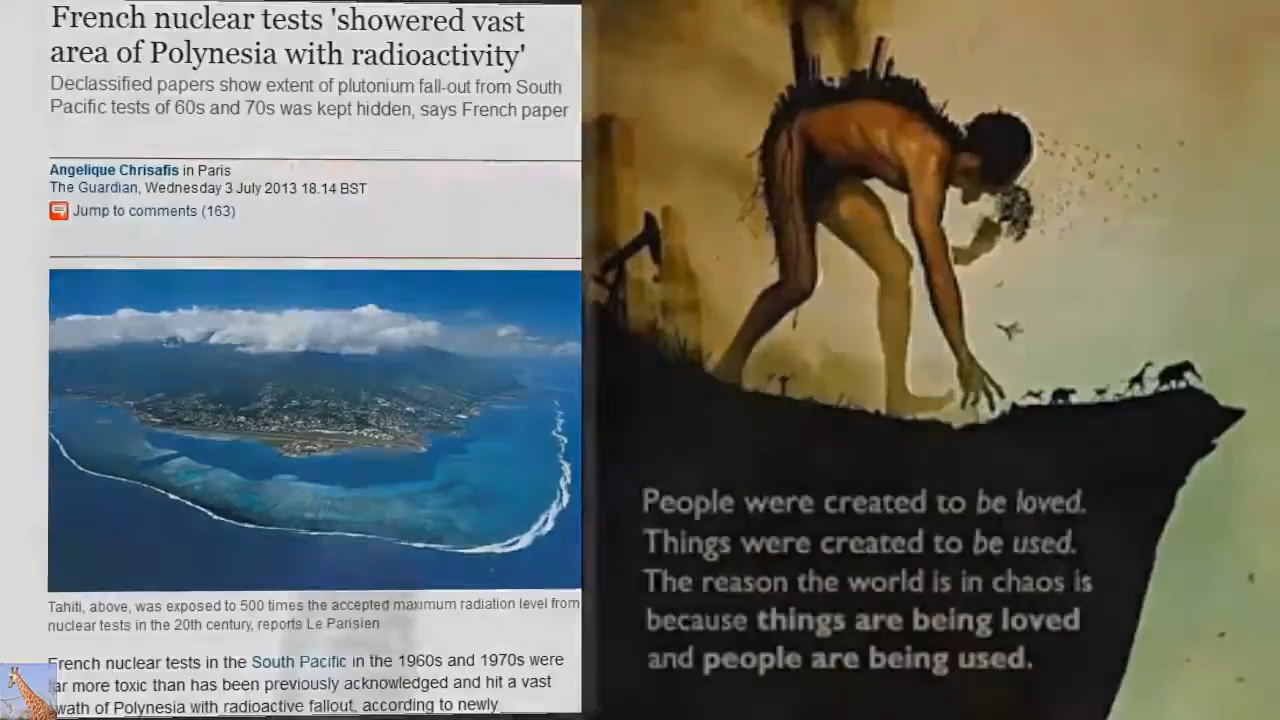 French nuclear tests 'showered vast
area of Polynesia with radioactivity'
Declassified papers show extent of plutonium fall-out from South
Pacific tests of 60s and 70s was kept hidden, says French paper
Angelique Chrisafis in Paris
The Guardian, Wednesday 3 July 2013 18.14 BST
Jump to comments (163)
Tahiti, above, was exposed to 500 times the accepted maximum radiation level from
nuclear tests in the 20th century, reports Le Parisien
French nuclear tests in the South Pacific in the 1960s and 1970s were
far more toxic than has been previously acknowledged and hit a vast
swath of Polynesia with radioactive fallout, according to newly
People were created to be loved.
Things were created to be used.
The reason the world is in chaos is
because things are being loved
and people are being used.